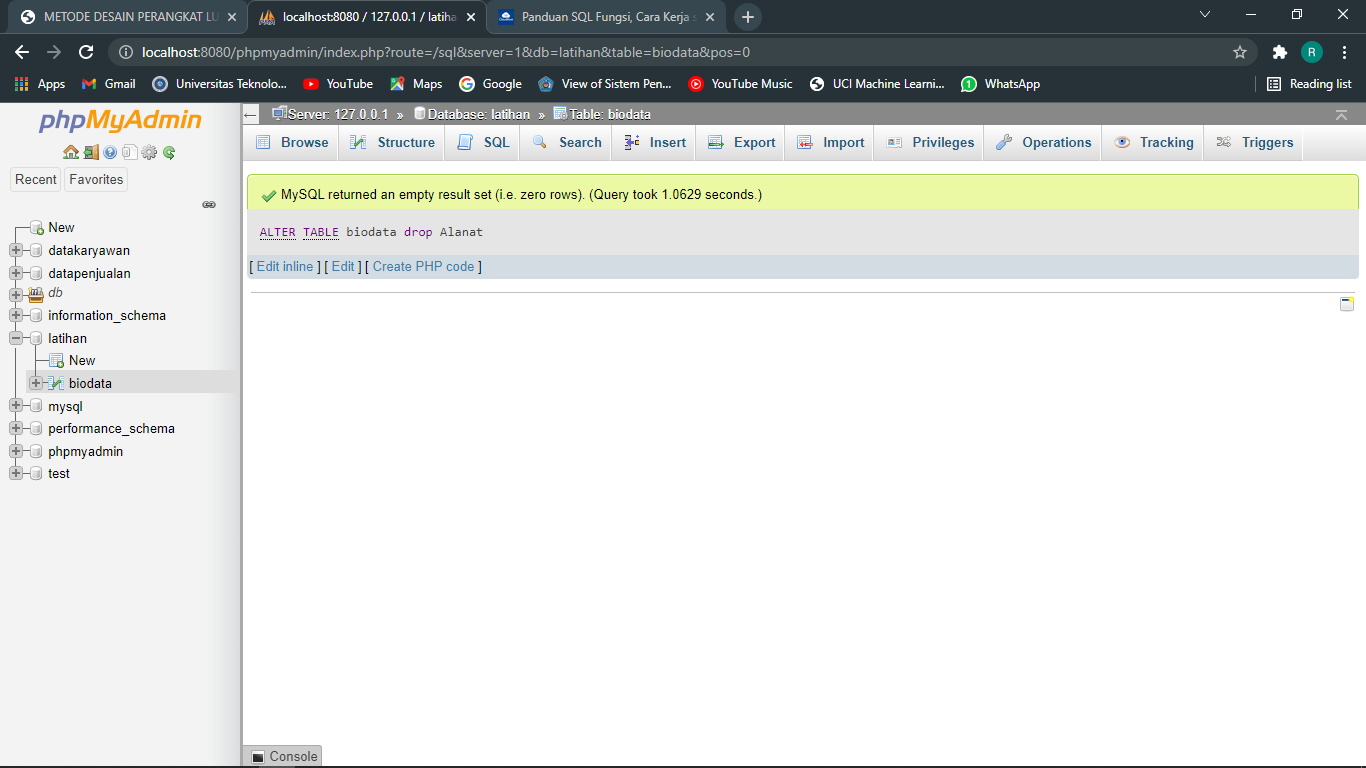 METODE DESAIN PERANGKAT LU
localhost:8080 / 127.0.0.1 / latiha
Panduan SQL Fungsi, Cara Kerja s
localhost:8080/phpmyadmin/index.php?route=/sql&server=1&db=latihan&table=biodata&pos=0
R
Apps Gmail Universitas Teknolo... YouTube Maps Google View of Sistem Pen... YouTube Music UCI Machine Learni... 1 WhatsApp Reading list
phpMyAdmin
Recent Favorites
New
datakaryawan
datapenjualan
db
information_schema
latihan
New
biodata
mysql
performance_schema
phpmyadmin
test
Server: 127.0.0.1 » Database: latihan » Table: biodata
Browse Structure SQL Search Insert Export Import Privileges Operations Tracking Triggers
MySQL returned an empty result set (i.e. zero rows). (Query took 1.0629 seconds.)
ALTER TABLE biodata drop Alanat
[ Edit inline ] [ Edit ] [ Create PHP code ]
Console